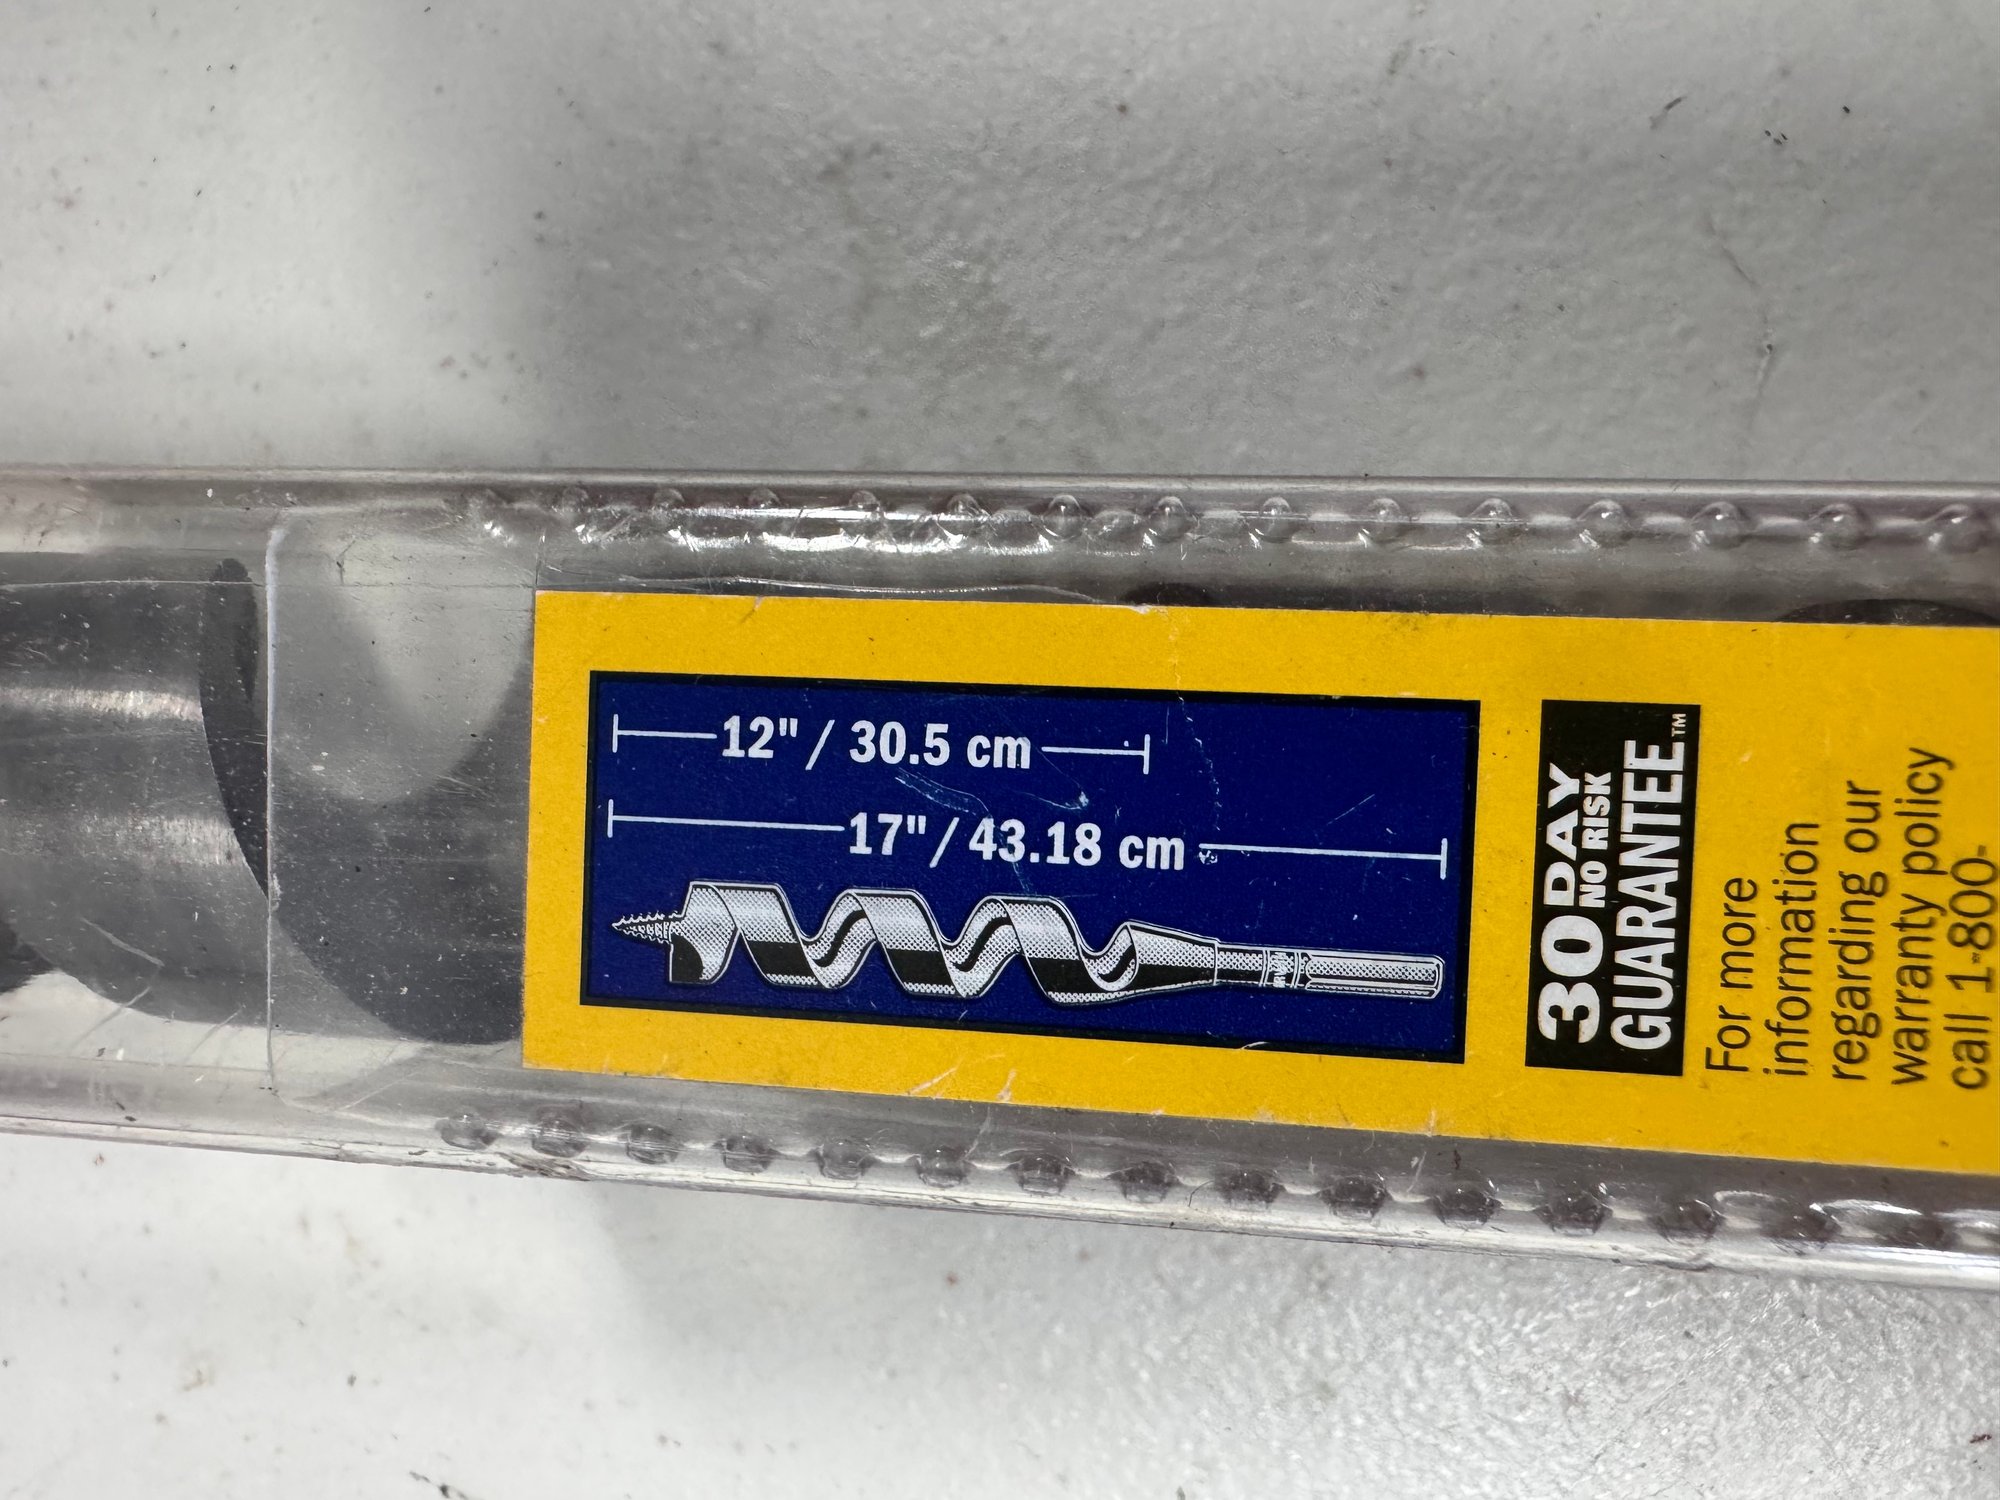 12" / 30.5 cm
17" / 43.18 cm
IRWIN
30 DAY
NO RISK
GUARANTEE™
For more
information
regarding our
warranty policy
call 1-800-